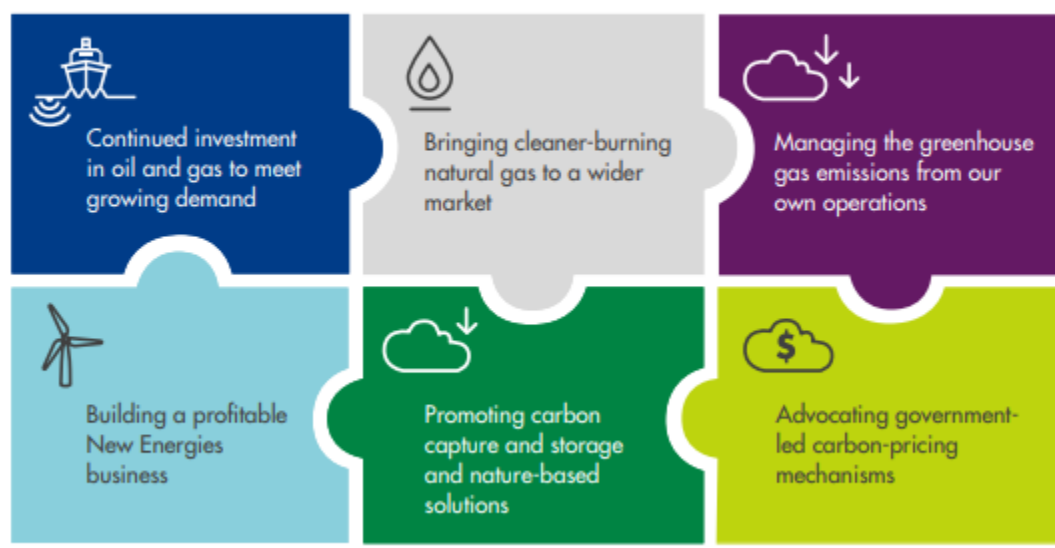 Continued investment
in oil and gas to meet
growing demand
Bringing cleaner-burning
natural gas to a wider
market
Managing the greenhouse
gas emissions from our
own operations
Building a profitable
New Energies
business
Promoting carbon
capture and storage
and nature-based
solutions
$
Advocating government-
led carbon-pricing
mechanisms